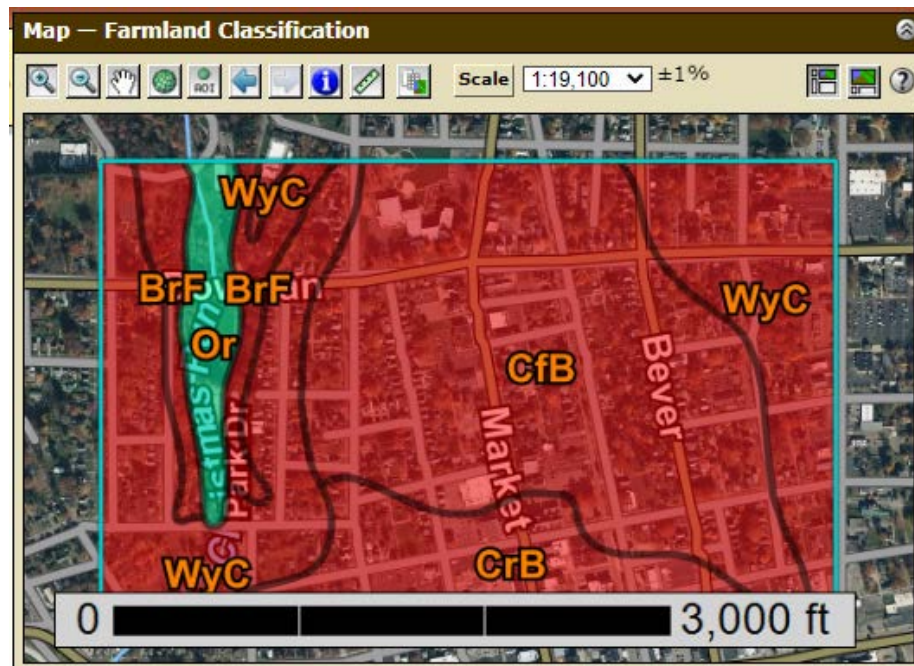 Map — Farmland Classification
AOI
Scale 1:19,100 ±1%
WyC
BrF BrF
WyC
Or
CfB
Bever
Market
Park Dr
WyC
CrB
0 3,000 ft